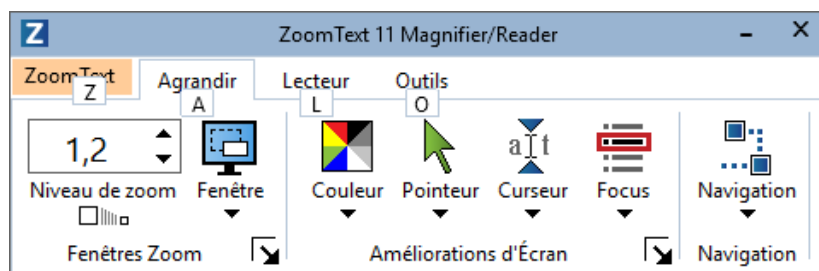 Z ZoomText 11 Magnifier/Reader
ZoomText Agrandir Lecteur Outils
Z A L O
1,2
aIt
Niveau de zoom Fenêtre Couleur Pointeur Curseur Focus Navigation
Fenêtres Zoom Améliorations d'Écran Navigation